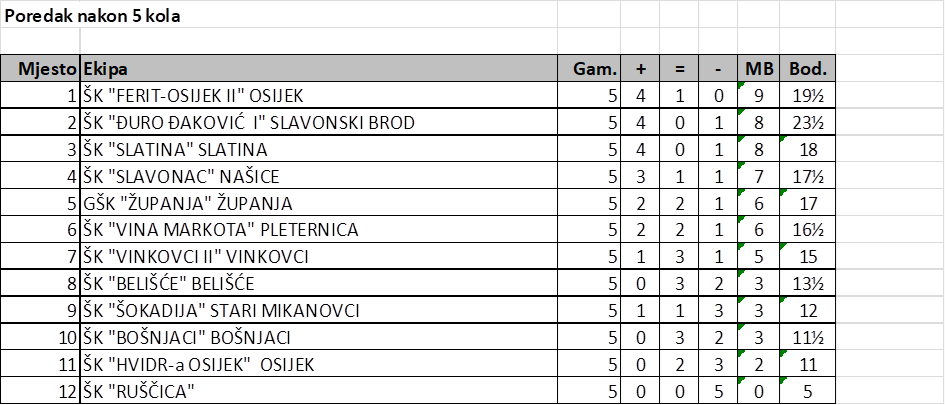 Poredak nakon 5 kola
Mjesto Ekipa Gam. + = - MB Bod.
1 ŠK "FERIT-OSIJEK II" OSIJEK 5 4 1 0 9 19½
2 ŠK "ĐURO ĐAKOVIĆ I" SLAVONSKI BROD 5 4 0 1 8 23½
3 ŠK "SLATINA" SLATINA 5 4 0 1 8 18
4 ŠK "SLAVONAC" NAŠICE 5 3 1 1 7 17½
5 GŠK "ŽUPANJA" ŽUPANJA 5 2 2 1 6 17
6 ŠK "VINA MARKOTA" PLETERNICA 5 2 2 1 6 16½
7 ŠK "VINKOVCI II" VINKOVCI 5 1 3 1 5 15
8 ŠK "BELIŠĆE" BELIŠĆE 5 0 3 2 3 13½
9 ŠK "ŠOKADIJA" STARI MIKANOVCI 5 1 1 3 3 12
10 ŠK "BOŠNJACI" BOŠNJACI 5 0 3 2 3 11½
11 ŠK "HVIDR-a OSIJEK" OSIJEK 5 0 2 3 2 11
12 ŠK "RUŠČICA" 5 0 0 5 0 5